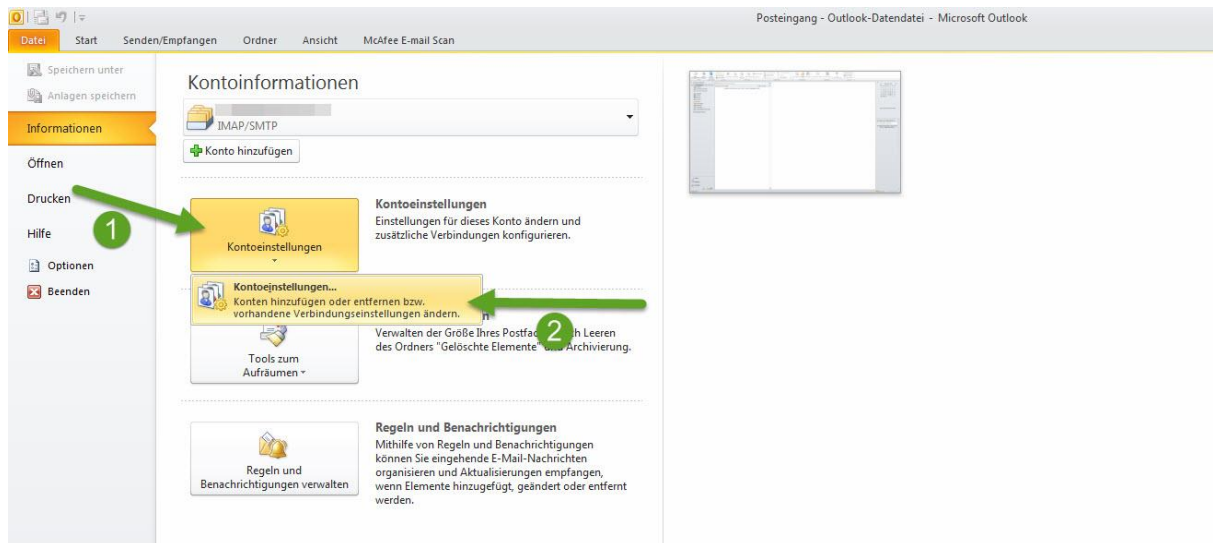 Posteingang - Outlook-Datendatei - Microsoft Outlook
Datei Start Senden/Empfangen Ordner Ansicht McAfee E-mail Scan
Speichern unter
Anlagen speichern
Informationen
Öffnen
Drucken
Hilfe
Optionen
Beenden
Kontoinformationen
IMAP/SMTP
Konto hinzufügen
1
Kontoeinstellungen
Kontoeinstellungen
Einstellungen für dieses Konto ändern und
zusätzliche Verbindungen konfigurieren.
Kontoeinstellungen...
Konten hinzufügen oder entfernen bzw.
vorhandene Verbindungseinstellungen ändern.
2
Tools zum
Aufräumen
Verwalten der Größe Ihres Leeren
des Ordners "Gelöschte Elemente" Archivierung.
Regeln und
Benachrichtigungen verwalten
Regeln und Benachrichtigungen
Mithilfe von Regeln und Benachrichtigungen
können Sie eingehende E-Mail-Nachrichten
organisieren und Aktualisierungen empfangen,
wenn Elemente hinzugefügt, geändert oder entfernt
werden.